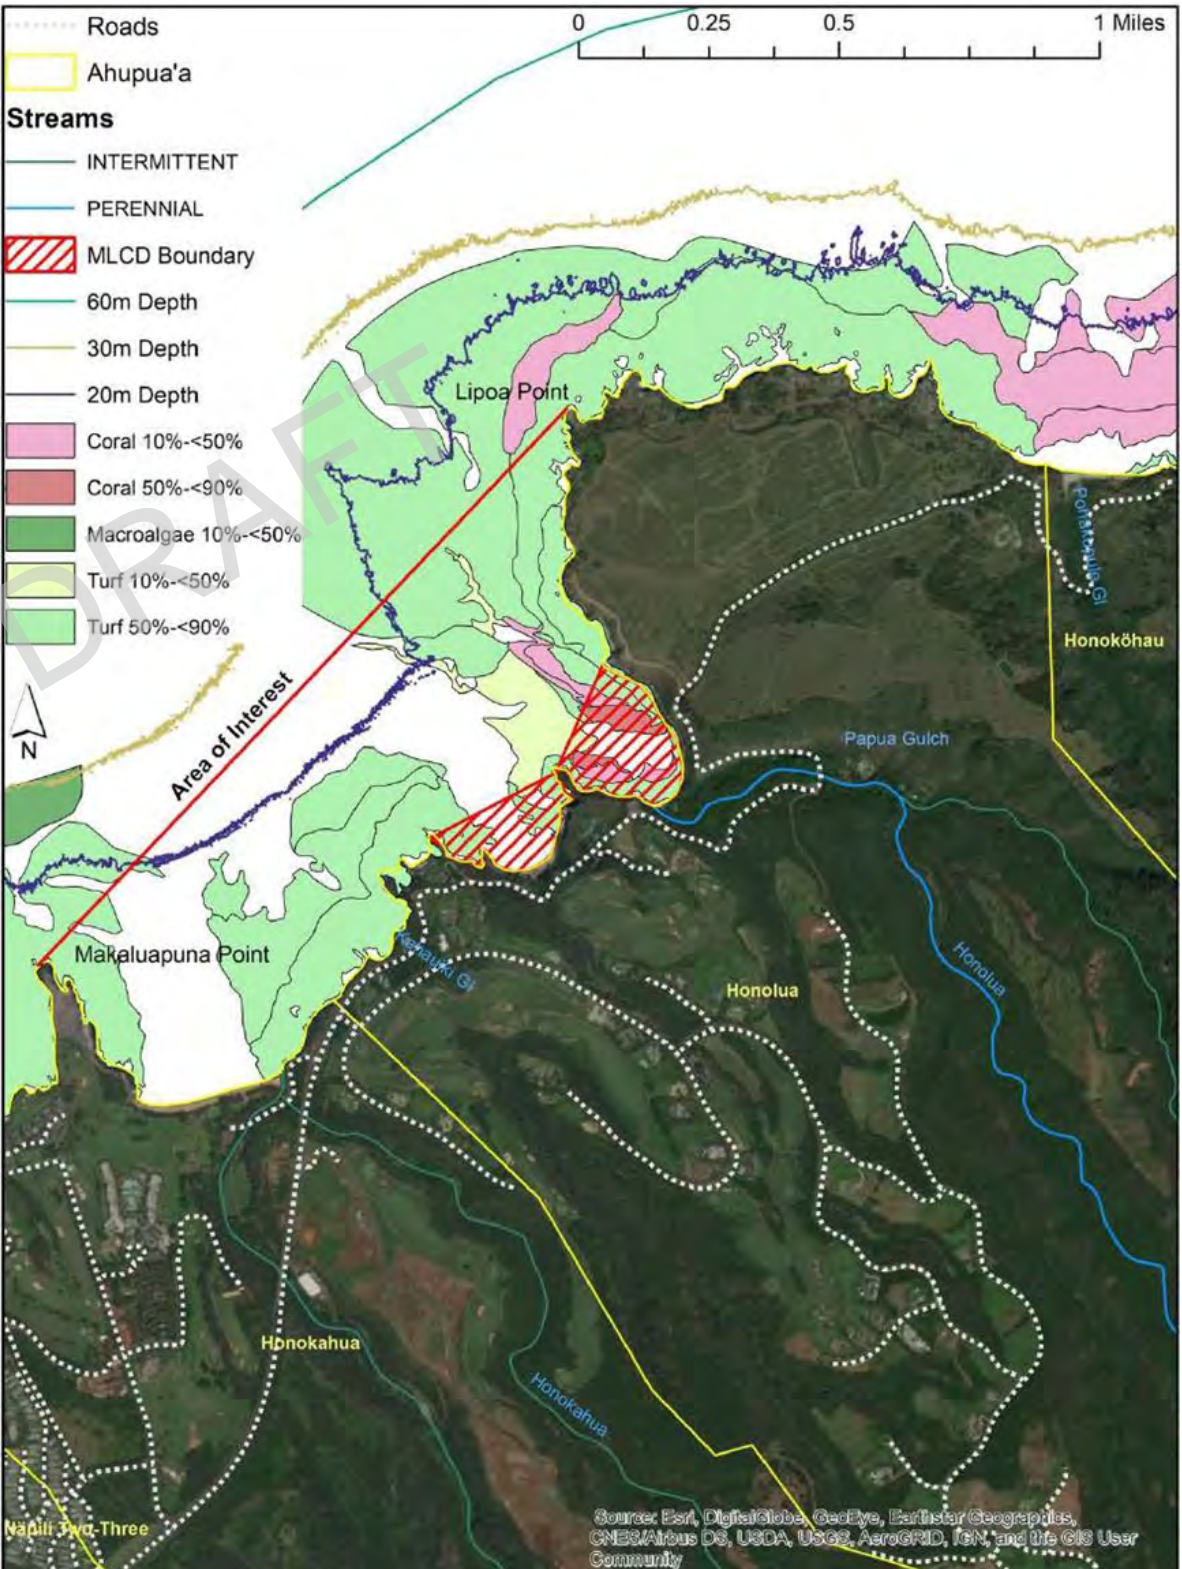 Roads
0 0.25 0.5 1 Miles
Ahupua'a
Streams
INTERMITTENT
PERENNIAL
MLCD Boundary
60m Depth
30m Depth
20m Depth
Coral 10%-<50%
Coral 50%-<90%
Macroalgae 10%-<50%
Turf 10%-<50%
Turf 50%-<90%
DRAFT
N
Lipoa Point
Area of Interest
Makaluapuna Point
Honoköhau
Papua Gulch
Honolua
Honolua
Honokahua
Honokahua
Näpili Two-Three
Source: Esri, DigitalGlobe, GeoEye, Earthstar Geographics,
CNES/Airbus DS, USDA, USGS, AeroGRID, IGN, and the GIS User
Community